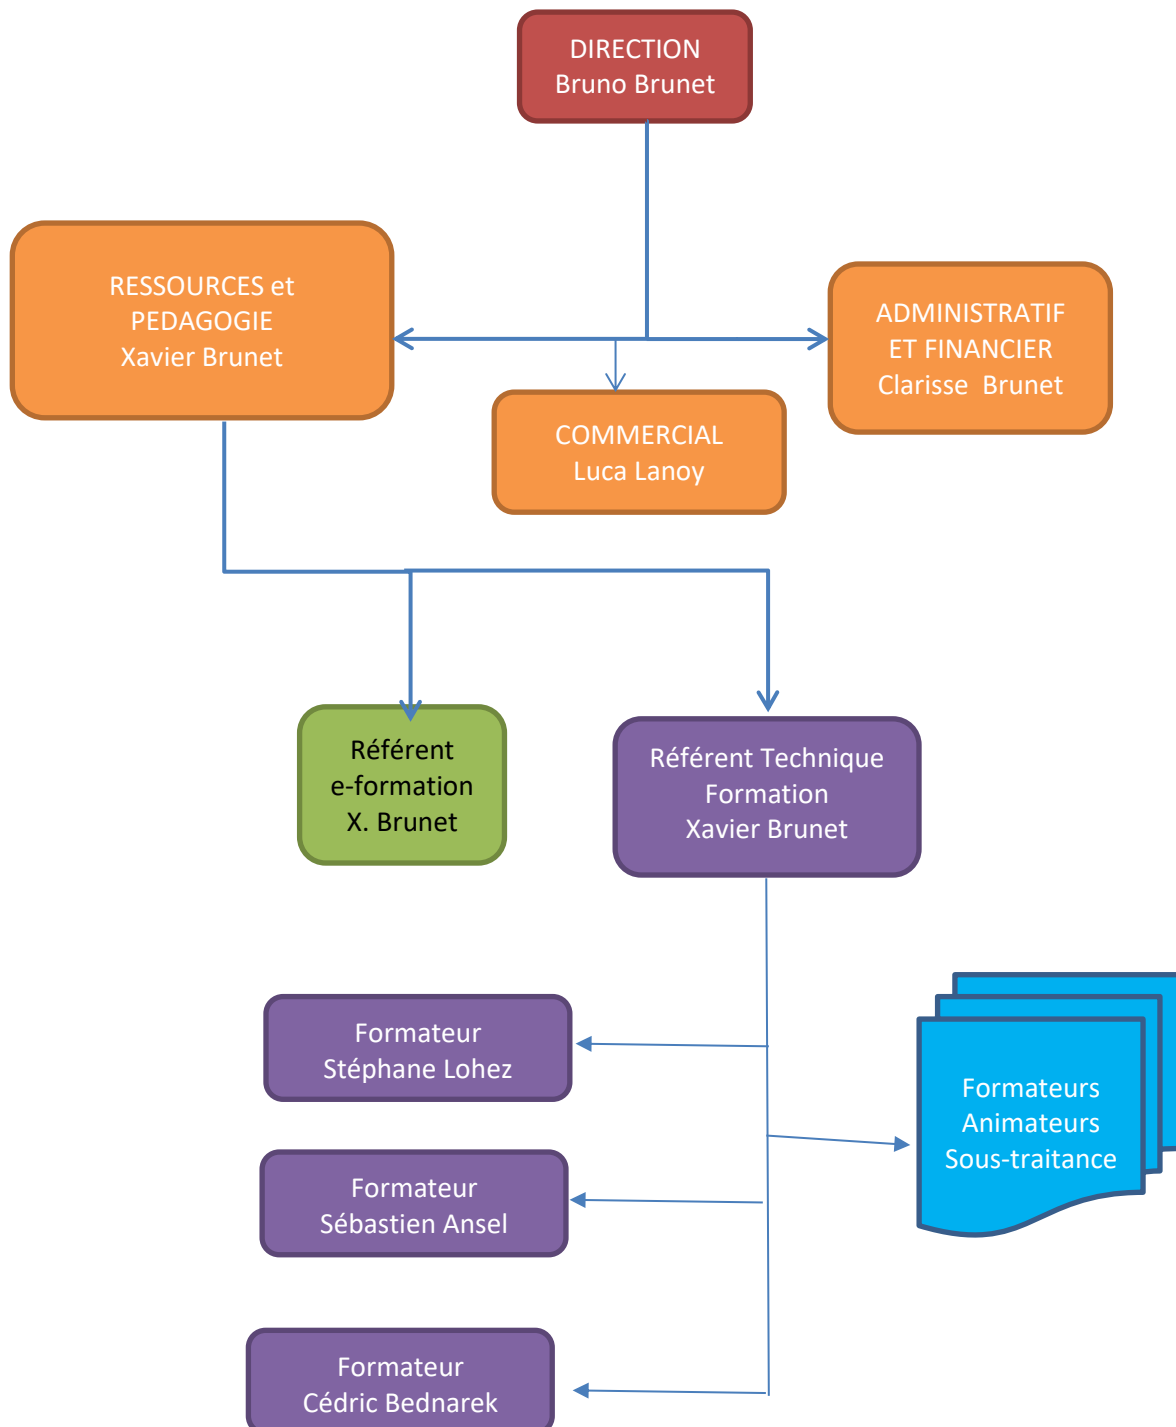 DIRECTION
Bruno Brunet
RESSOURCES et
PEDAGOGIE
Xavier Brunet
ADMINISTRATIF
ET FINANCIER
Clarisse Brunet
COMMERCIAL
Luca Lanoy
Référent
e-formation
X. Brunet
Référent Technique
Formation
Xavier Brunet
Formateur
Stéphane Lohez
Formateurs
Animateurs
Sous-traitance
Formateur
Sébastien Ansel
Formateur
Cédric Bednarek